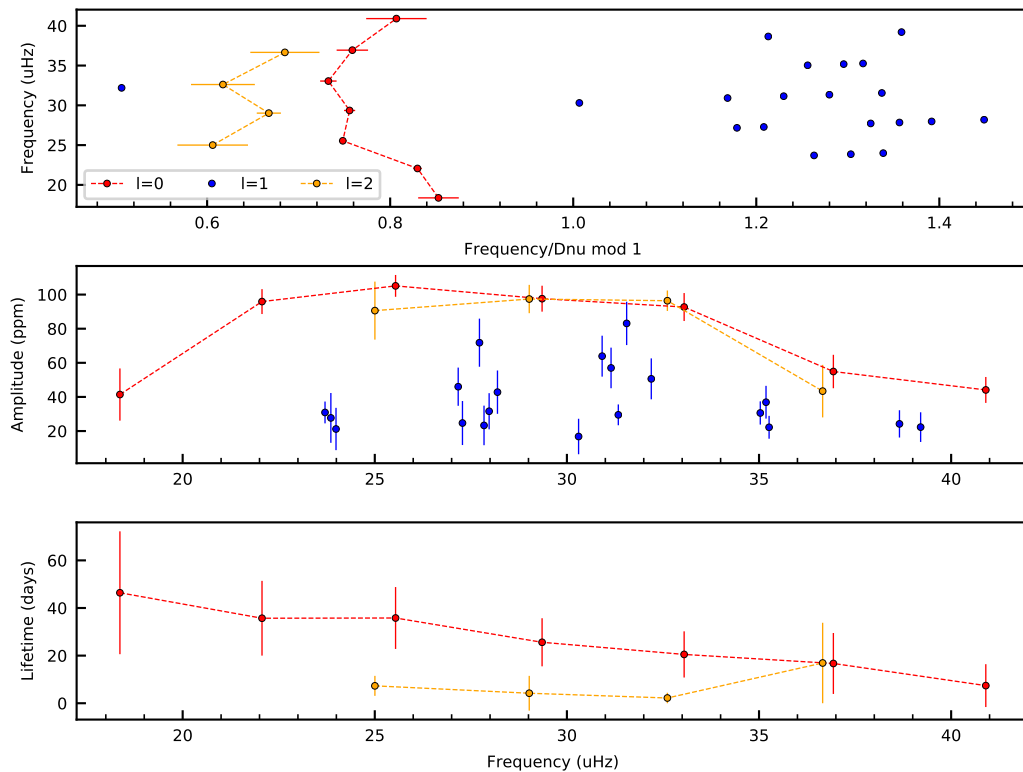 40
35
30
25
20
Frequency (uHz)
l=0 l=1 l=2
0.6 0.8 1.0 1.2 1.4
Frequency/Dnu mod 1
100
80
60
40
20
Amplitude (ppm)
20 25 30 35 40
60
40
20
0
Lifetime (days)
20 25 30 35 40
Frequency (uHz)